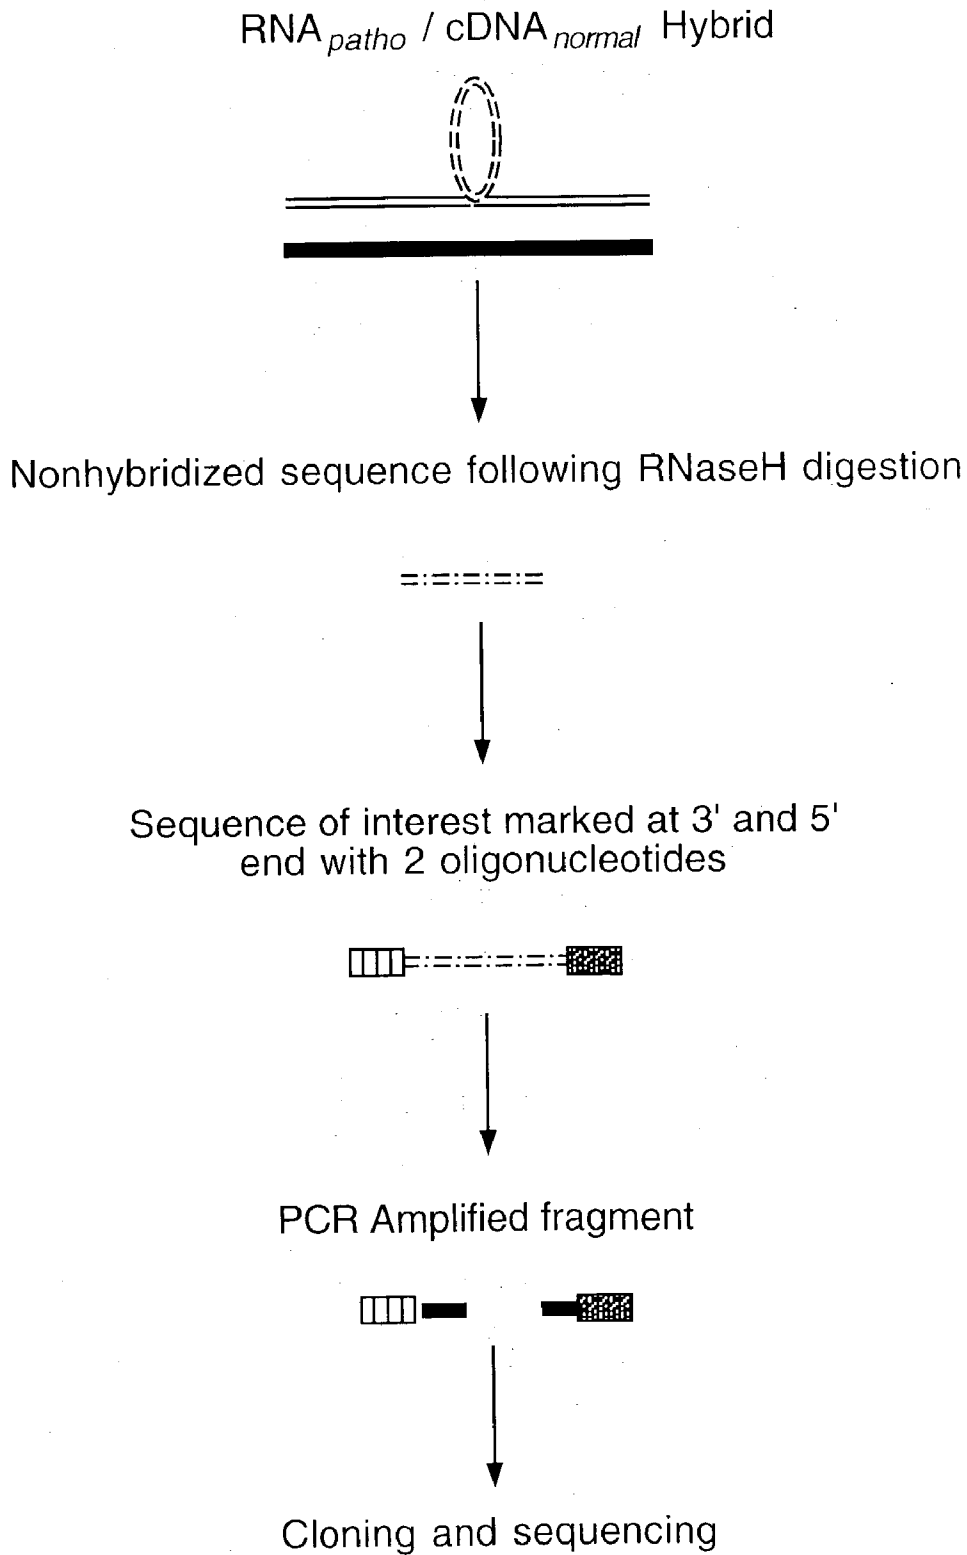 RNA patho / cDNA normal Hybrid
Nonhybridized sequence following RNaseH digestion
Sequence of interest marked at 3' and 5'
end with 2 oligonucleotides
PCR Amplified fragment
Cloning and sequencing